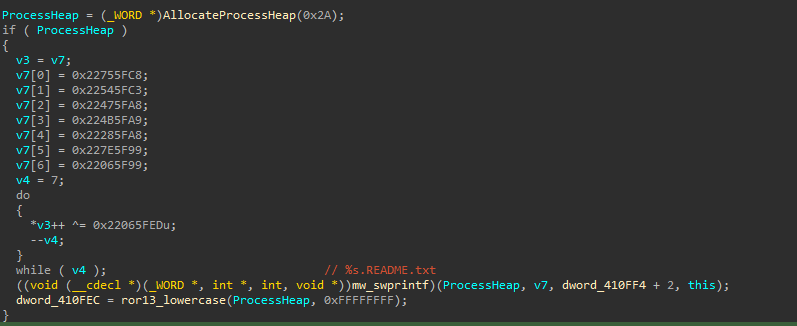 ProcessHeap = (_WORD *)AllocateProcessHeap(0x2A);
if ( ProcessHeap )
{
v3 = v7;
v7[0] = 0x22755FC8;
v7[1] = 0x22545FC3;
v7[2] = 0x22475FA8;
v7[3] = 0x224B5FA9;
v7[4] = 0x22285FA8;
v7[5] = 0x227E5F99;
v7[6] = 0x22065F99;
v4 = 7;
do
{
*v3++ ^= 0x22065FEDu;
--v4;
}
while ( v4 ); // %s.README.txt
((void (__cdecl *)(_WORD *, int *, int, void *))mw_swprintf)(ProcessHeap, v7, dword_410FF4 + 2, this);
dword_410FEC = ror13_lowercase(ProcessHeap, 0xFFFFFFFF);
}